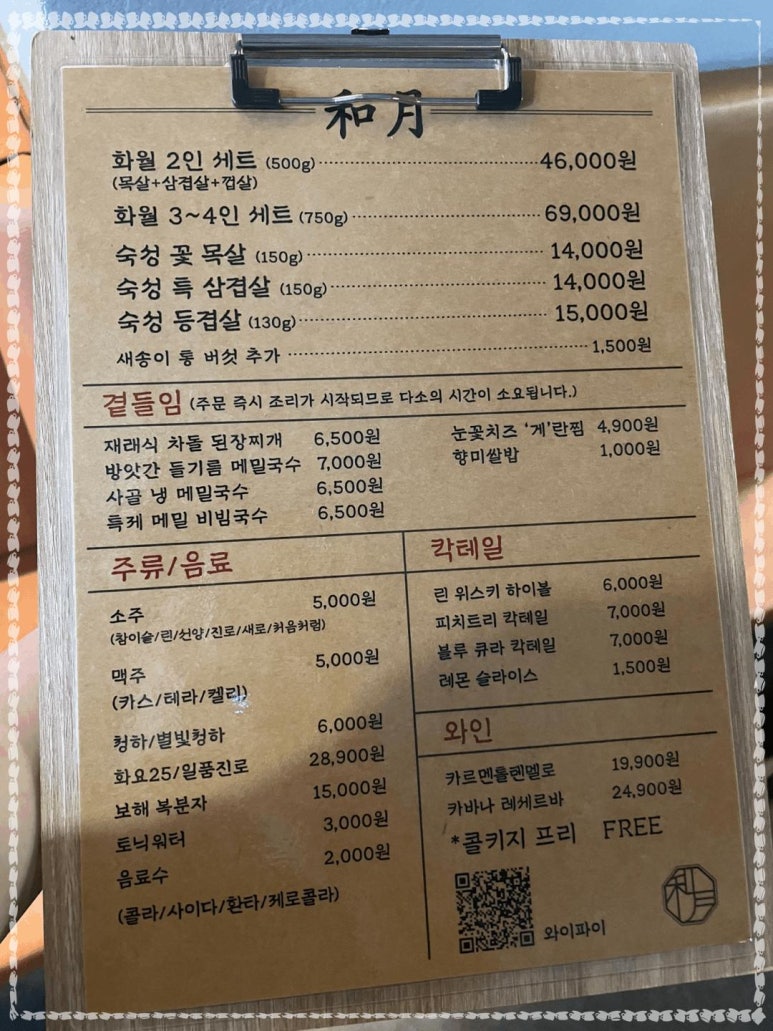 和月
화월 2인 세트 (500g) 46,000원
(목살+삼겹살+껍살)
화월 3~4인 세트 (750g) 69,000원
숙성 꽃 목살 (150g) 14,000원
숙성 특 삼겹살 (150g) 14,000원
숙성 등겹살 (130g) 15,000원
새송이 통 버섯 추가 1,500원
곁들임 (주문 즉시 조리가 시작되므로 다소의 시간이 소요됩니다.)
재래식 차돌 된장찌개 6,500원
방앗간 들기름 메밀국수 7,000원
사골 냉 메밀국수 6,500원
특케 메밀 비빔국수 6,500원
눈꽃치즈 '게'란찜 4,900원
향미쌀밥 1,000원
주류/음료
소주 5,000원
(참이슬/린/선양/진로/새로/처음처럼)
맥주 5,000원
(카스/테라/켈리)
청하/별빛청하 6,000원
화요25/일품진로 28,900원
보해 복분자 15,000원
토닉워터 3,000원
음료수 2,000원
(콜라/사이다/환타/제로콜라)
칵테일
린 위스키 하이볼 6,000원
피치트리 칵테일 7,000원
블루 큐라 칵테일 7,000원
레몬 슬라이스 1,500원
와인
카르멘톨텐멜로 19,900원
카바나 레세르바 24,900원
*콜키지 프리 FREE
와이파이
和月